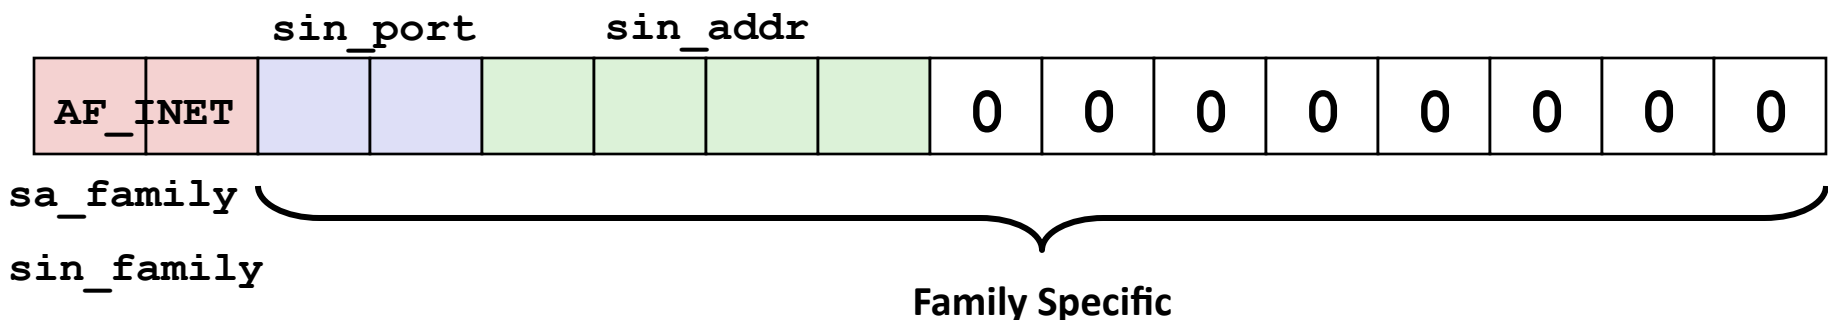 sin_port sin_addr
AF_INET 0 0 0 0 0 0 0 0
sa_family
sin_family
Family Specific